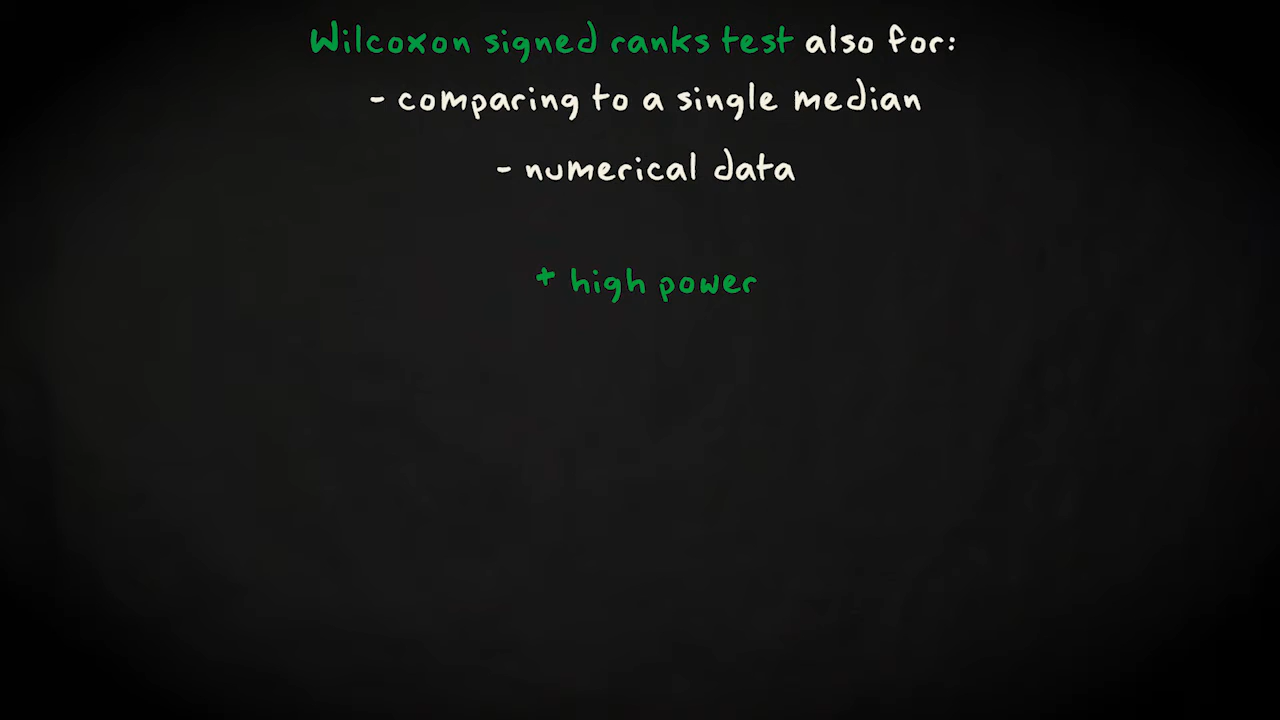 Wilcoxon signed ranks test also for:
- comparing to a single median
- numerical data
+ high power